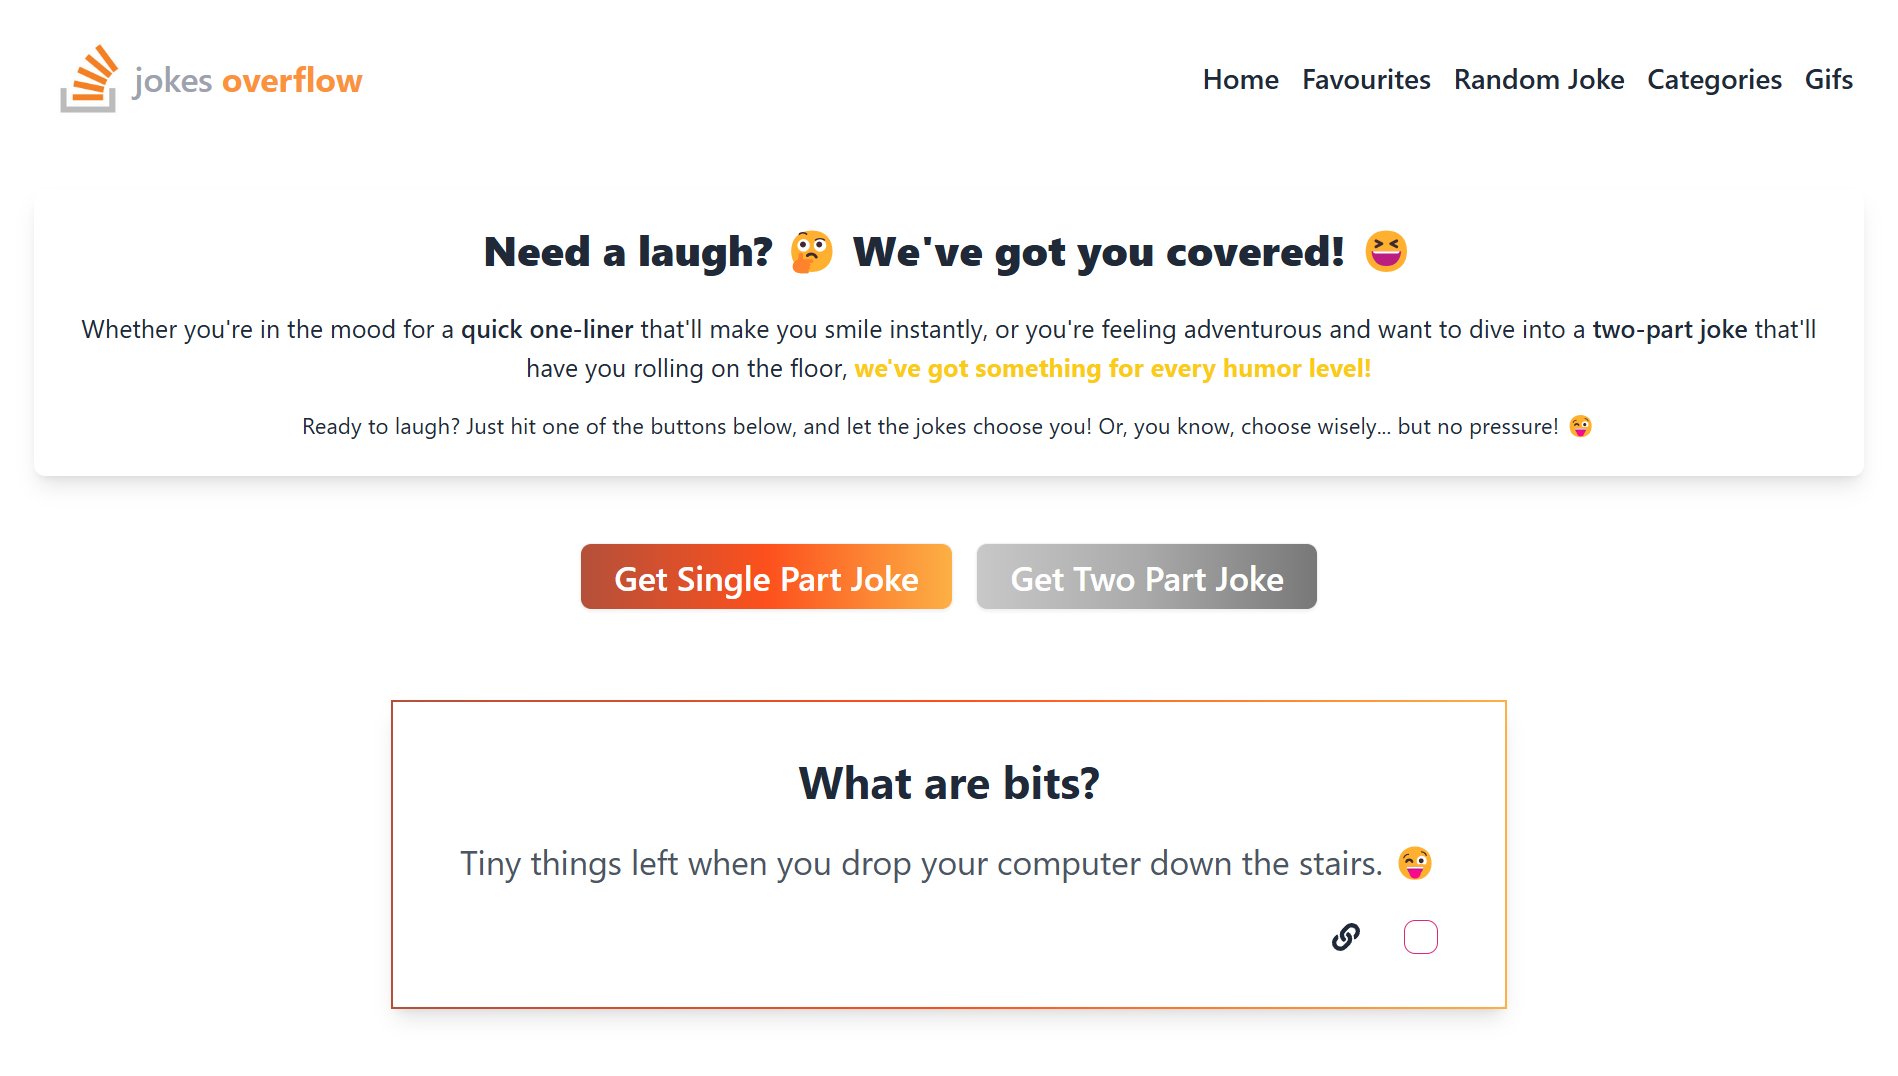 jokes overflow
Home Favourites Random Joke Categories Gifs
Need a laugh? 🤔 We've got you covered! 😆
Whether you're in the mood for a quick one-liner that'll make you smile instantly, or you're feeling adventurous and want to dive into a two-part joke that'll
have you rolling on the floor, we've got something for every humor level!
Ready to laugh? Just hit one of the buttons below, and let the jokes choose you! Or, you know, choose wisely... but no pressure! 😜
Get Single Part Joke Get Two Part Joke
What are bits?
Tiny things left when you drop your computer down the stairs. 😜